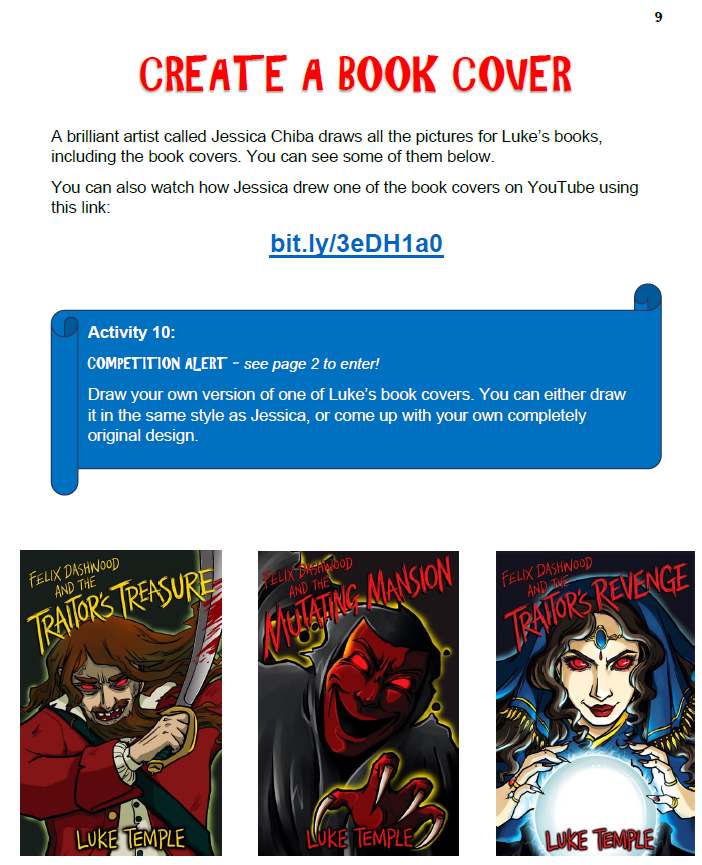 9
CREATE A BOOK COVER
A brilliant artist called Jessica Chiba draws all the pictures for Luke’s books,
including the book covers. You can see some of them below.
You can also watch how Jessica drew one of the book covers on YouTube using
this link:
bit.ly/3eDH1a0
Activity 10:
COMPETITION ALERT - see page 2 to enter!
Draw your own version of one of Luke’s book covers. You can either draw
it in the same style as Jessica, or come up with your own completely
original design.
FELIX DASHWOOD
AND THE
TRAITOR'S TREASURE
LUKE TEMPLE
FELIX DASHWOOD
AND THE
MUTATING MANSION
LUKE TEMPLE
FELIX DASHWOOD
AND THE
TRAITOR'S REVENGE
LUKE TEMPLE